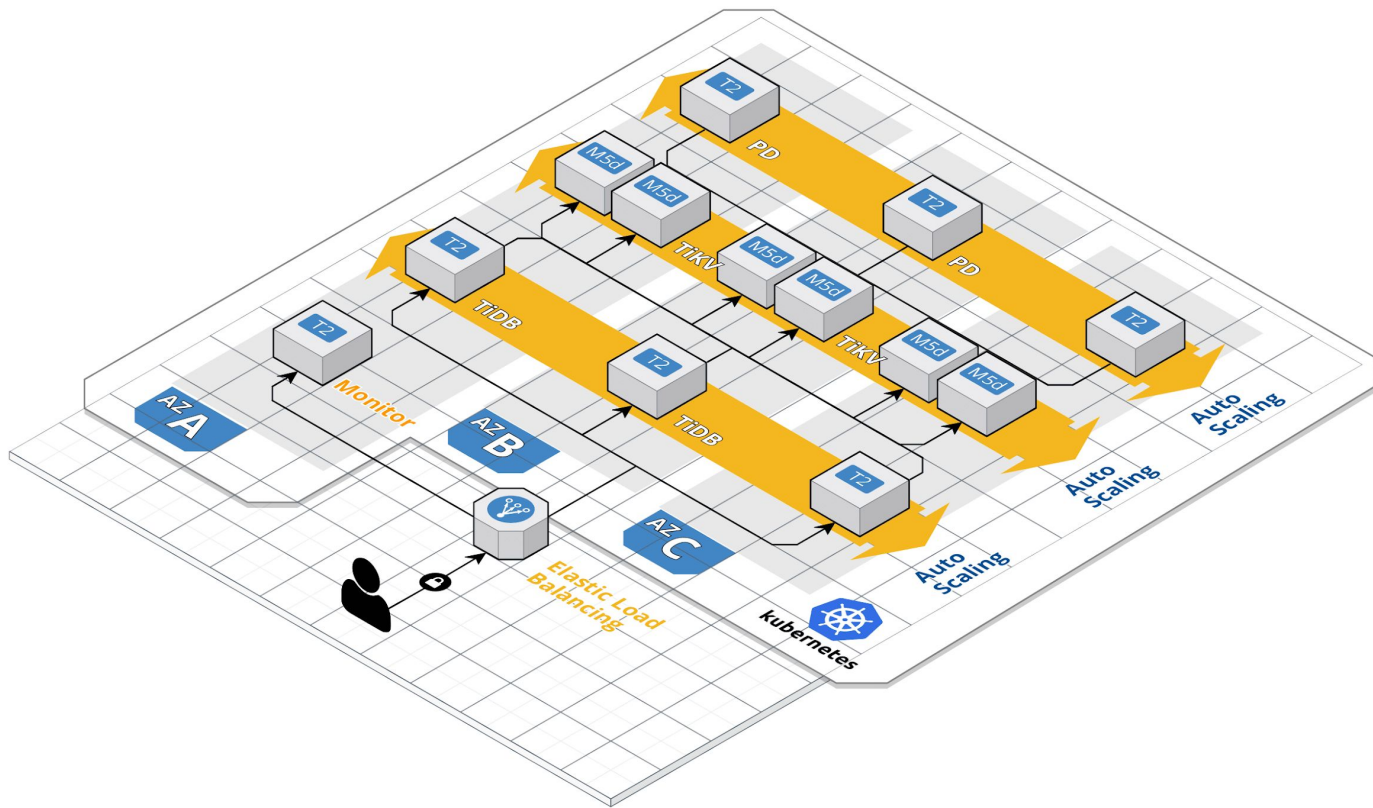 T2
PD
M5d
M5d
T2
PD
TiKV
M5d
T2
M5d
T2
TiDB
TiKV
M5d
T2
M5d
T2
Monitor
Auto
Scaling
AZ A
TiDB
AZ B
Auto
Scaling
T2
AZ C
Auto
Scaling
Elastic Load
Balancing
kubernetes